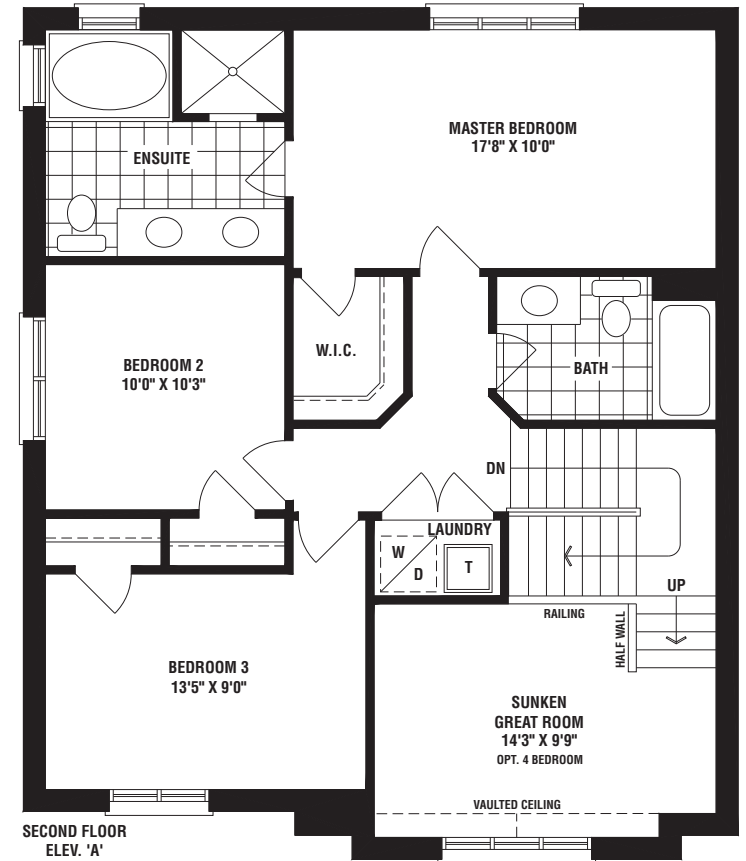 MASTER BEDROOM
17'8" X 10'0"
ENSUITE
W.I.C.
BEDROOM 2
10'0" X 10'3"
BATH
DN
LAUNDRY
W
D
T
UP
RAILING
HALF WALL
BEDROOM 3
13'5" X 9'0"
SUNKEN
GREAT ROOM
14'3" X 9'9"
OPT. 4 BEDROOM
VAULTED CEILING
SECOND FLOOR
ELEV. 'A'